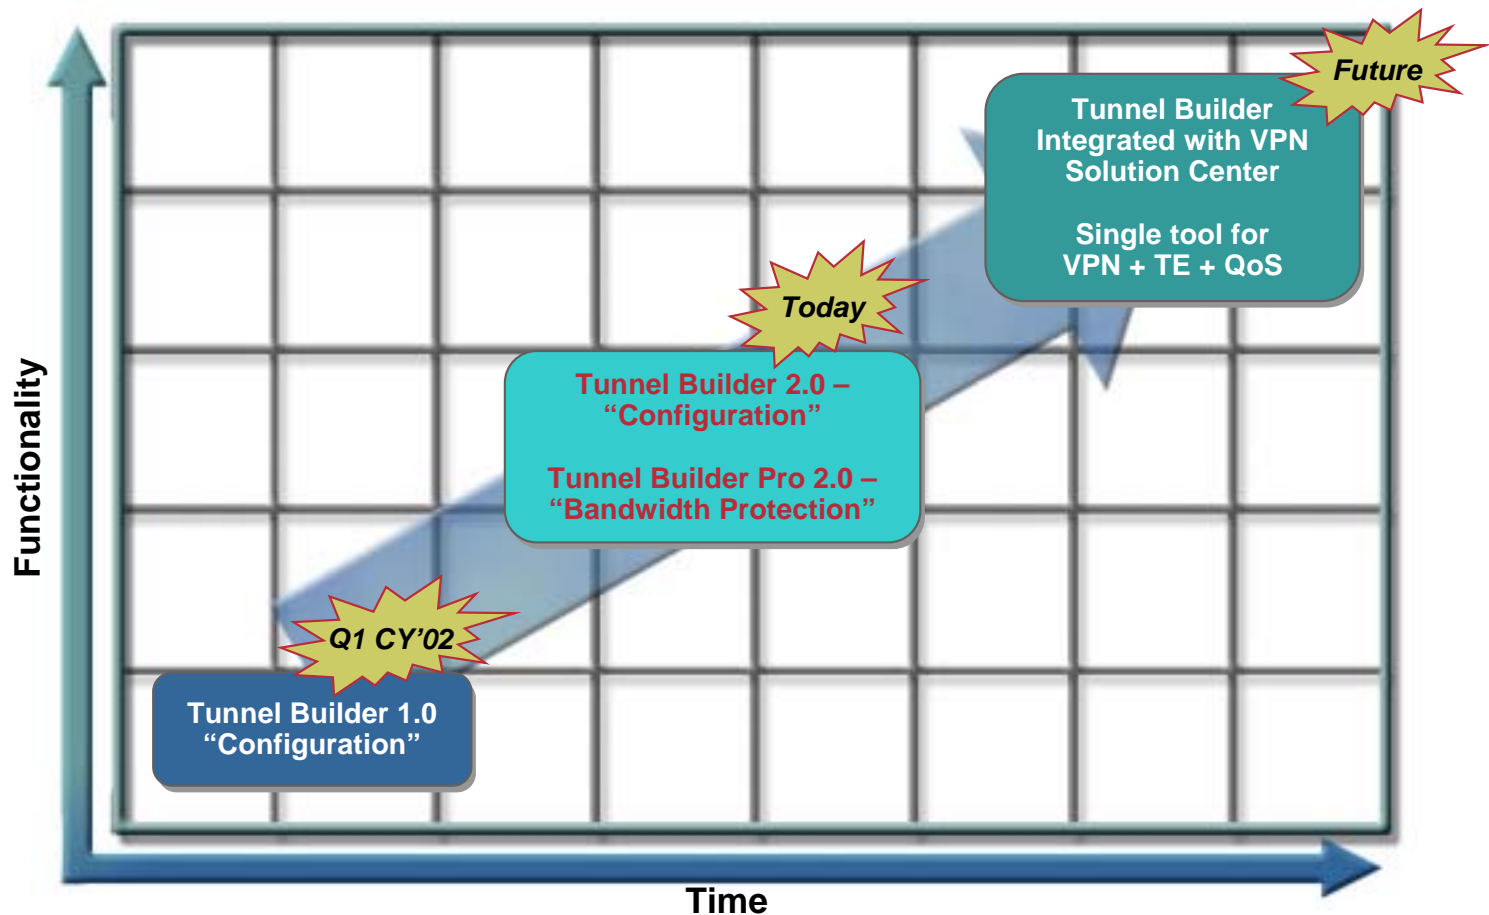 Future
Tunnel Builder
Integrated with VPN
Solution Center
Single tool for
VPN + TE + QoS
Today
Tunnel Builder 2.0 –
“Configuration”
Tunnel Builder Pro 2.0 –
“Bandwidth Protection”
Q1 CY’02
Tunnel Builder 1.0
“Configuration”
Functionality
Time